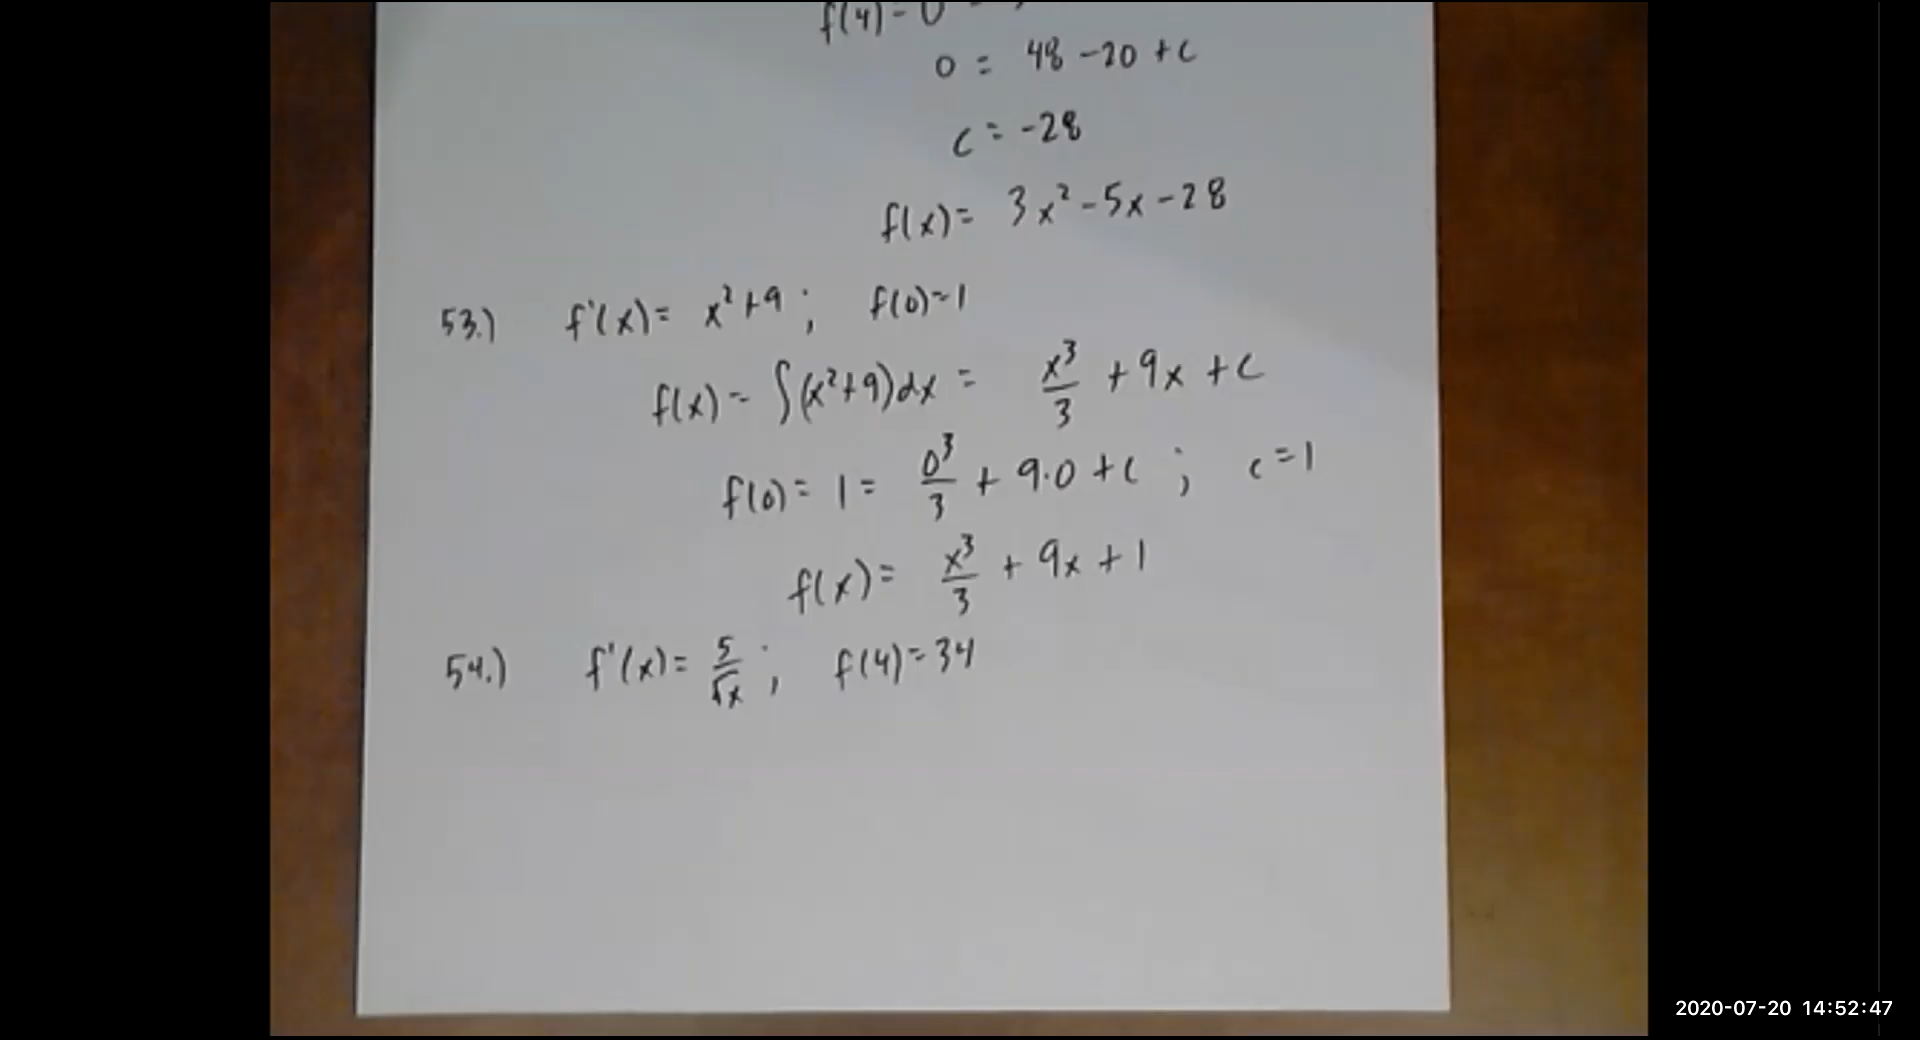 f(4) = 0 =
0 = 48 - 20 + c
c = -28
f(x) = 3x² - 5x - 28
53.) f'(x) = x² + 9 ; f(0) = 1
f(x) = ∫(x² + 9)dx = x³/3 + 9x + c
f(0) = 1 = 0³/3 + 9·0 + c ; c = 1
f(x) = x³/3 + 9x + 1
54.) f'(x) = 5/√x ; f(4) = 34
2020-07-20 14:52:47